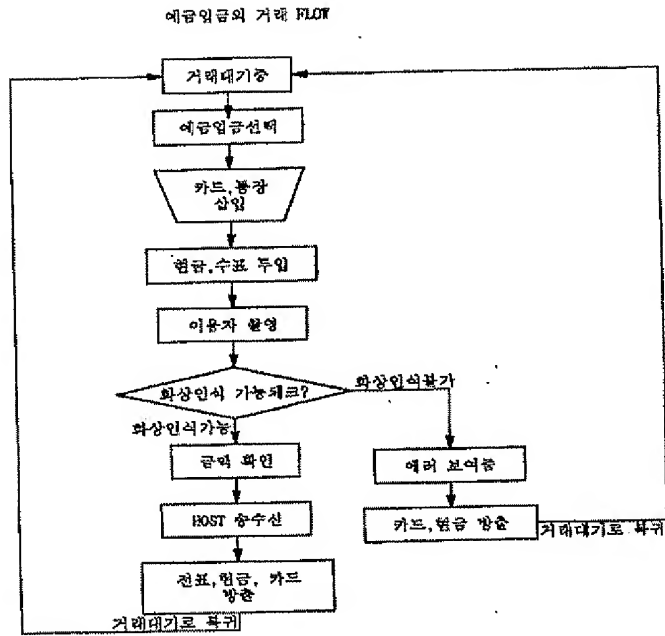 예금입금의 거래 FLOW
거래대기중
예금입금선택
카드,통장
삽입
현금,수표 투입
이용자 촬영
화상인식 가능체크?
화상인식불가
화상인식가능
금액 확인
에러 보여줌
HOST 송수신
카드,현금 방출
거래대기로 복귀
전표,현금, 카드
방출
거래대기로 복귀